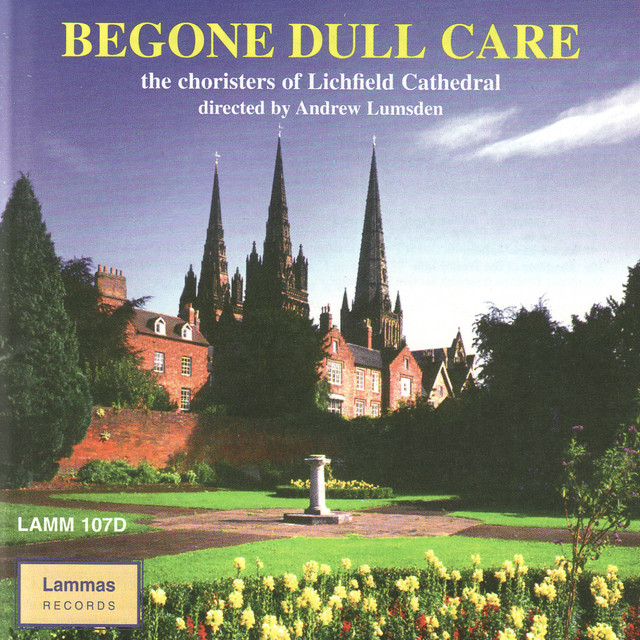 BEGONE DULL CARE
the choristers of Lichfield Cathedral
directed by Andrew Lumsden
LAMM 107D
Lammas
RECORDS